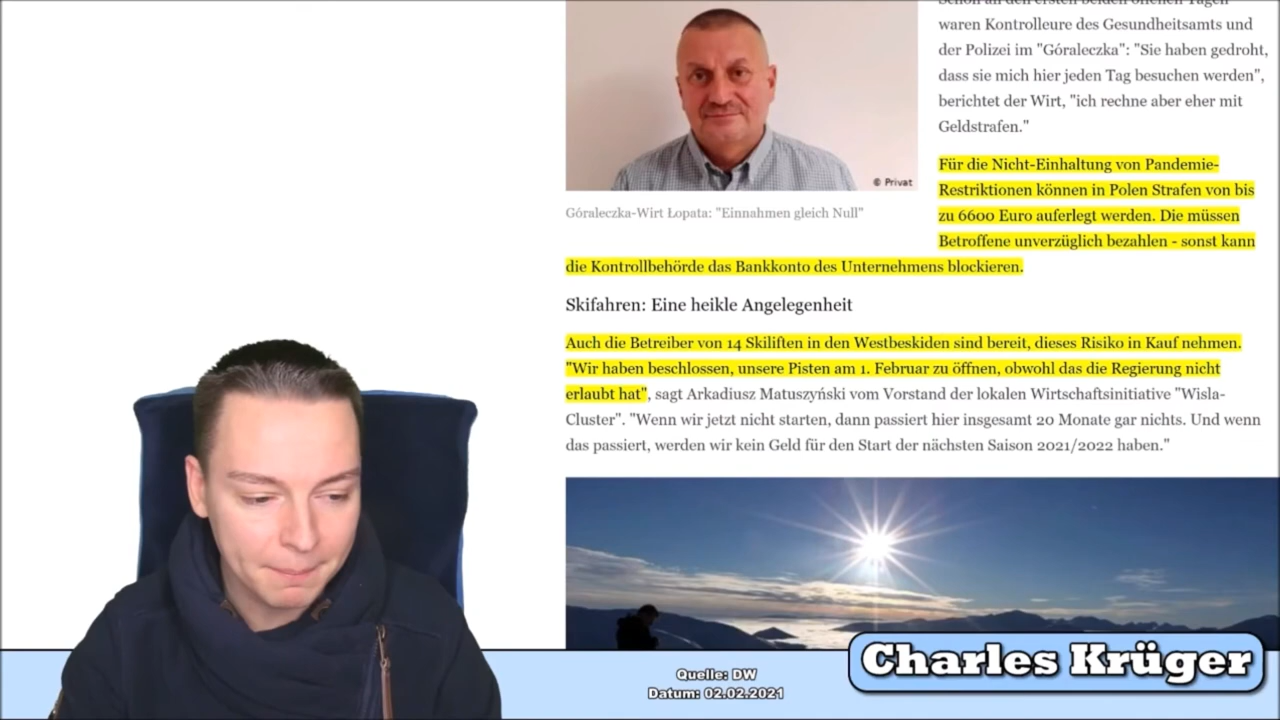 Schon an den ersten beiden offenen Tagen
waren Kontrolleure des Gesundheitsamts und
der Polizei im "Góraleczka": "Sie haben gedroht,
dass sie mich hier jeden Tag besuchen werden",
berichtet der Wirt, "ich rechne aber eher mit
Geldstrafen."
© Privat
Góraleczka-Wirt Łopata: "Einnahmen gleich Null"
Für die Nicht-Einhaltung von Pandemie-
Restriktionen können in Polen Strafen von bis
zu 6600 Euro auferlegt werden. Die müssen
Betroffene unverzüglich bezahlen - sonst kann
die Kontrollbehörde das Bankkonto des Unternehmens blockieren.
Skifahren: Eine heikle Angelegenheit
Auch die Betreiber von 14 Skiliften in den Westbeskiden sind bereit, dieses Risiko in Kauf nehmen.
"Wir haben beschlossen, unsere Pisten am 1. Februar zu öffnen, obwohl das die Regierung nicht
erlaubt hat", sagt Arkadiusz Matuszyński vom Vorstand der lokalen Wirtschaftsinitiative "Wisla-
Cluster". "Wenn wir jetzt nicht starten, dann passiert hier insgesamt 20 Monate gar nichts. Und wenn
das passiert, werden wir kein Geld für den Start der nächsten Saison 2021/2022 haben."
Charles Krüger
Quelle: DW
Datum: 02.02.2021